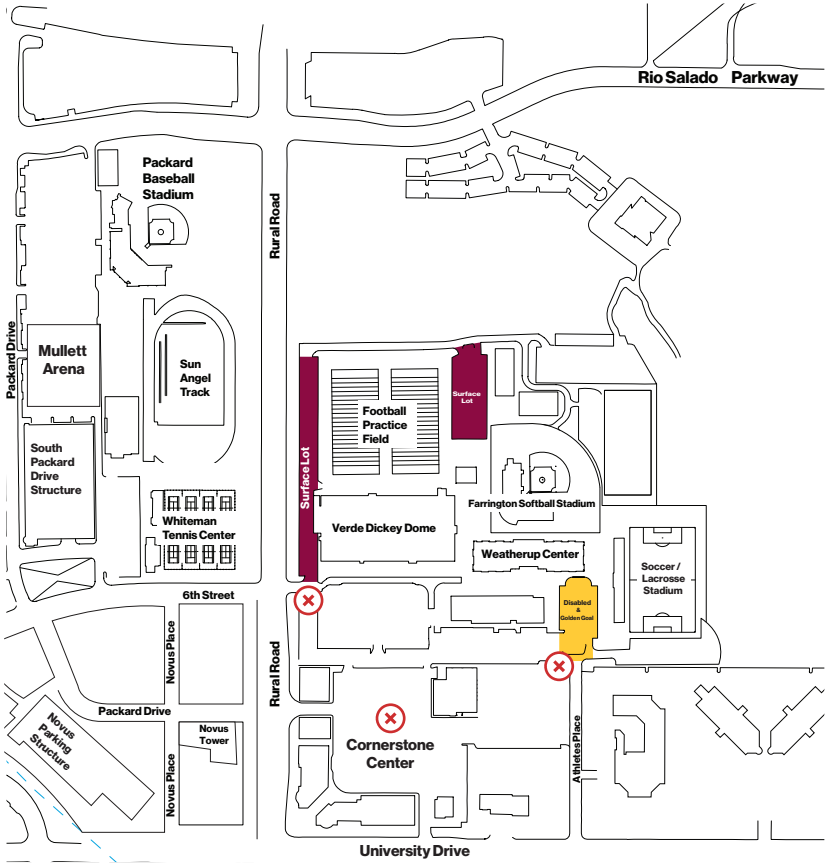 Rio Salado Parkway
Packard
Baseball
Stadium
Rural Road
Packard Drive
Mullett
Arena
Sun
Angel
Track
Surface
Lot
Football
Practice
Field
South
Packard
Drive
Structure
Surface Lot
Farrington Softball Stadium
Whiteman
Tennis Center
Verde Dickey Dome
Weatherup Center
Soccer /
Lacrosse
Stadium
6th Street
Disabled
&
Golden Goal
Novus Place
Rural Road
Packard Drive
Novus
Parking
Structure
Novus
Tower
Cornerstone
Center
Athletes Place
Novus Place
University Drive